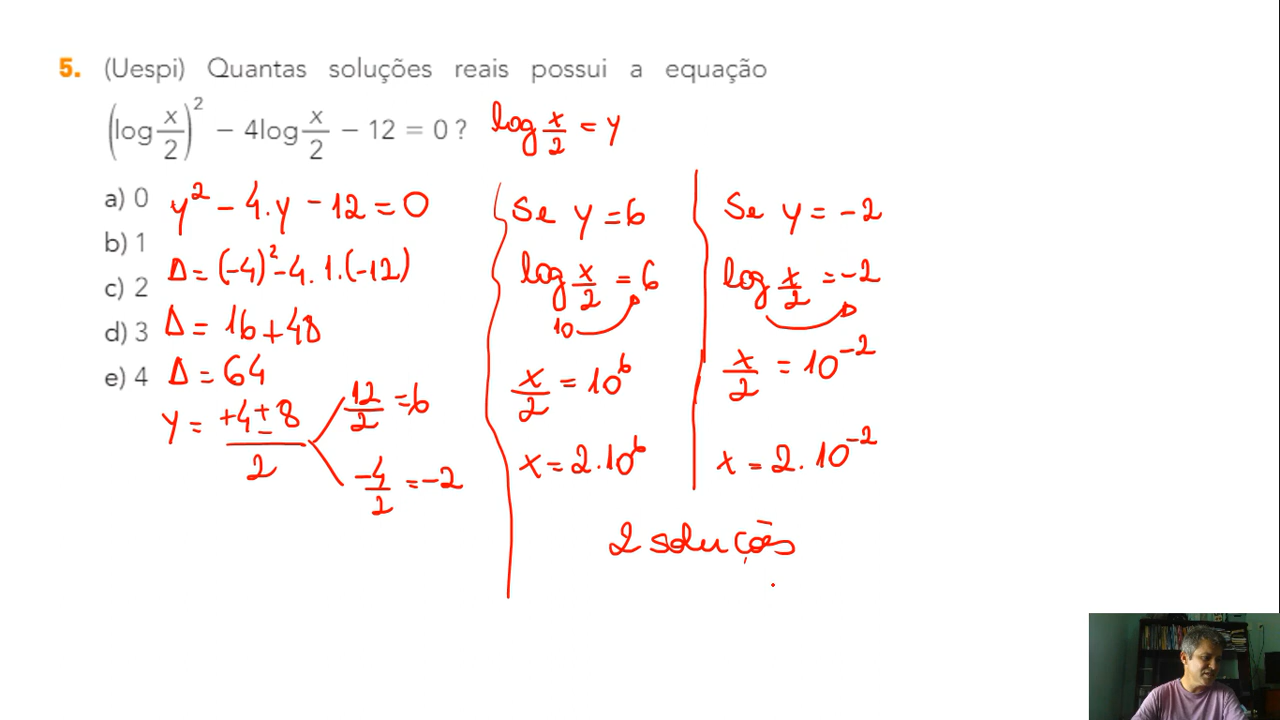 5. (Uespi) Quantas soluções reais possui a equação
(log x/2)² − 4log x/2 − 12 = 0 ? log x/2 = y
a) 0
b) 1
c) 2
d) 3
e) 4
y² − 4.y − 12 = 0
Δ = (−4)² − 4.1.(−12)
Δ = 16 + 48
Δ = 64
y = +4 ± 8 / 2
12/2 = 6
−4/2 = −2
Se y = 6
log x/2 = 6
10
x/2 = 10⁶
x = 2.10⁶
Se y = −2
log x/2 = −2
x/2 = 10⁻²
x = 2.10⁻²
2 soluções